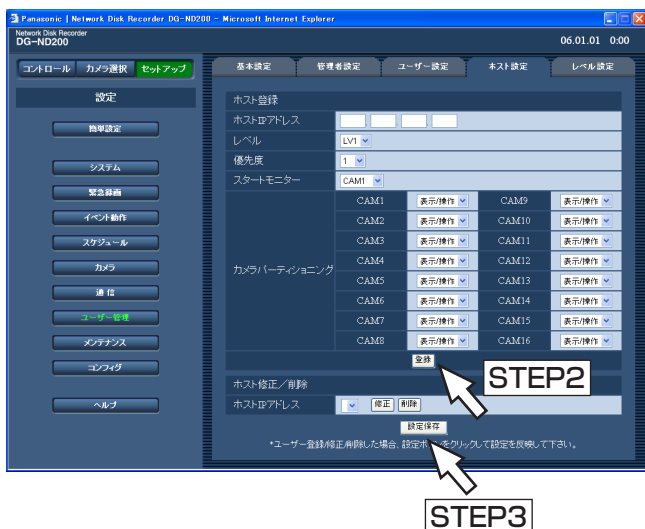 Panasonic | Network Disk Recorder DG-ND200 - Microsoft Internet Explorer
Network Disk Recorder
DG-ND200
06.01.01 0:00
コントロール カメラ選択 セットアップ
基本設定 管理者設定 ユーザー設定 ホスト設定 レベル設定
設定
簡単設定
システム
緊急録画
イベント動作
スケジュール
カメラ
通信
ユーザー管理
メンテナンス
コンフィグ
ヘルプ
ホスト登録
ホストIPアドレス . . .
レベル LV1
優先度 1
スタートモニター CAM1
カメラパーティショニング
CAM1 表示/操作 CAM9 表示/操作
CAM2 表示/操作 CAM10 表示/操作
CAM3 表示/操作 CAM11 表示/操作
CAM4 表示/操作 CAM12 表示/操作
CAM5 表示/操作 CAM13 表示/操作
CAM6 表示/操作 CAM14 表示/操作
CAM7 表示/操作 CAM15 表示/操作
CAM8 表示/操作 CAM16 表示/操作
登録
STEP2
ホスト修正／削除
ホストIPアドレス 修正 削除
設定保存
*ユーザー登録/修正/削除した場合、設定ボタンをクリックして設定を反映して下さい。
STEP3